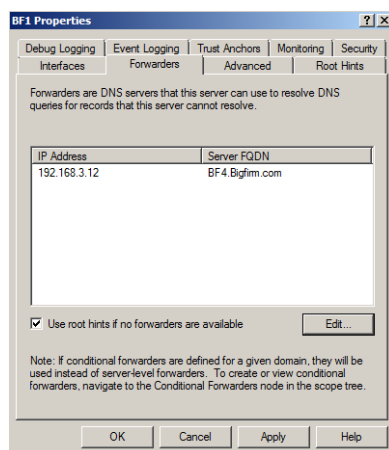 BF1 Properties
Debug Logging Event Logging Trust Anchors Monitoring Security
Interfaces Forwarders Advanced Root Hints
Forwarders are DNS servers that this server can use to resolve DNS
queries for records that this server cannot resolve.
IP Address Server FQDN
192.168.3.12 BF4.Bigfirm.com
Use root hints if no forwarders are available Edit...
Note: If conditional forwarders are defined for a given domain, they will be
used instead of server-level forwarders. To create or view conditional
forwarders, navigate to the Conditional Forwarders node in the scope tree.
OK Cancel Apply Help